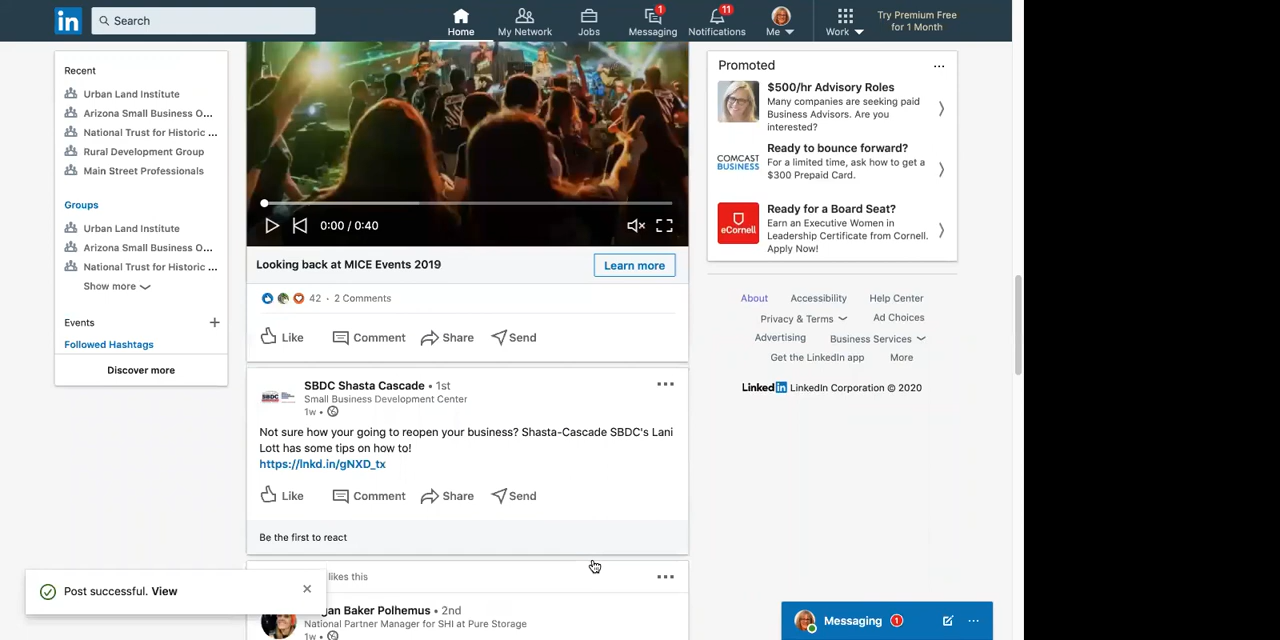 in
Search
Home
My Network
Jobs
1
Messaging
11
Notifications
Me
Work
Try Premium Free
for 1 Month
Recent
Urban Land Institute
Arizona Small Business O...
National Trust for Historic ...
Rural Development Group
Main Street Professionals
Groups
Urban Land Institute
Arizona Small Business O...
National Trust for Historic ...
Show more
Events
Followed Hashtags
Discover more
0:00 / 0:40
Looking back at MICE Events 2019
Learn more
42 • 2 Comments
Like
Comment
Share
Send
SBDC Shasta Cascade • 1st
Small Business Development Center
1w •
Not sure how your going to reopen your business? Shasta-Cascade SBDC's Lani
Lott has some tips on how to!
https://lnkd.in/gNXD_tx
Like
Comment
Share
Send
Be the first to react
likes this
Baker Polhemus • 2nd
National Partner Manager for SHI at Pure Storage
1w •
Post successful. View
Promoted
$500/hr Advisory Roles
Many companies are seeking paid
Business Advisors. Are you
interested?
COMCAST
BUSINESS
Ready to bounce forward?
For a limited time, ask how to get a
$300 Prepaid Card.
eCornell
Ready for a Board Seat?
Earn an Executive Women in
Leadership Certificate from Cornell.
Apply Now!
About
Accessibility
Help Center
Privacy & Terms
Ad Choices
Advertising
Business Services
Get the LinkedIn app
More
LinkedIn LinkedIn Corporation © 2020
Messaging 1